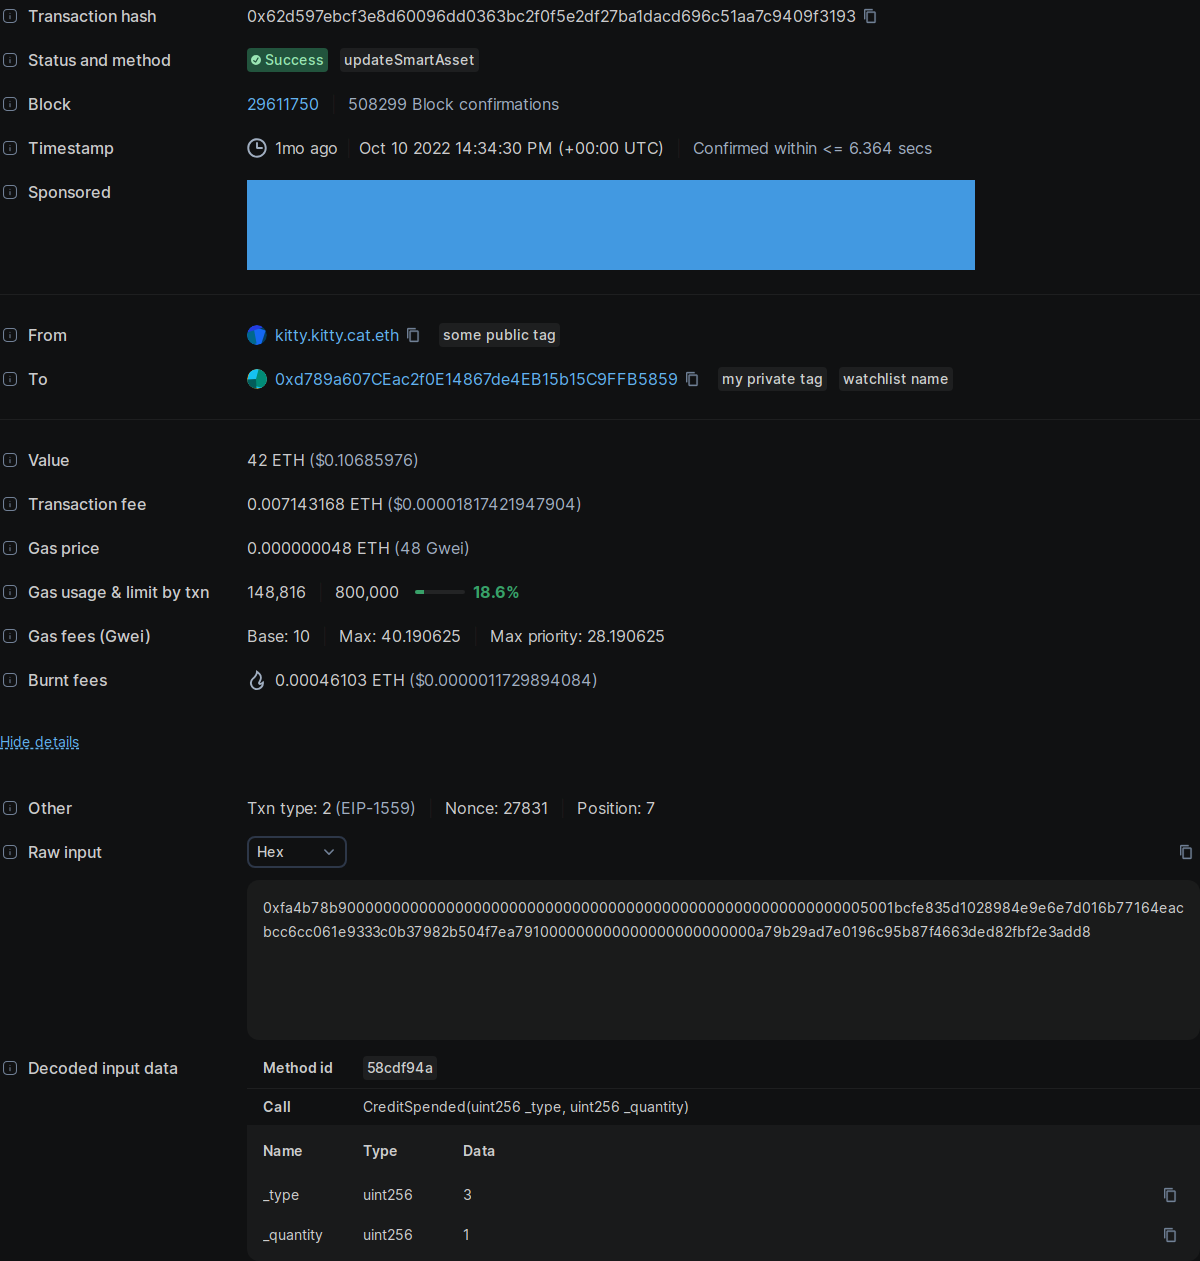 Transaction hash 0x62d597ebcf3e8d60096dd0363bc2f0f5e2df27ba1dacd696c51aa7c9409f3193
Status and method Success updateSmartAsset
Block 29611750 508299 Block confirmations
Timestamp 1mo ago Oct 10 2022 14:34:30 PM (+00:00 UTC) Confirmed within <= 6.364 secs
Sponsored
From kitty.kitty.cat.eth some public tag
To 0xd789a607CEac2f0E14867de4EB15b15C9FFB5859 my private tag watchlist name
Value 42 ETH ($0.10685976)
Transaction fee 0.007143168 ETH ($0.00001817421947904)
Gas price 0.000000048 ETH (48 Gwei)
Gas usage & limit by txn 148,816 800,000 18.6%
Gas fees (Gwei) Base: 10 Max: 40.190625 Max priority: 28.190625
Burnt fees 0.00046103 ETH ($0.0000011729894084)
Hide details
Other Txn type: 2 (EIP-1559) Nonce: 27831 Position: 7
Raw input Hex
0xfa4b78b90000000000000000000000000000000000000000000000000000000005001bcfe835d1028984e9e6e7d016b77164eac
bcc6cc061e9333c0b37982b504f7ea791000000000000000000000000a79b29ad7e0196c95b87f4663ded82fbf2e3add8
Decoded input data Method id 58cdf94a
Call CreditSpended(uint256 _type, uint256 _quantity)
Name Type Data
_type uint256 3
_quantity uint256 1